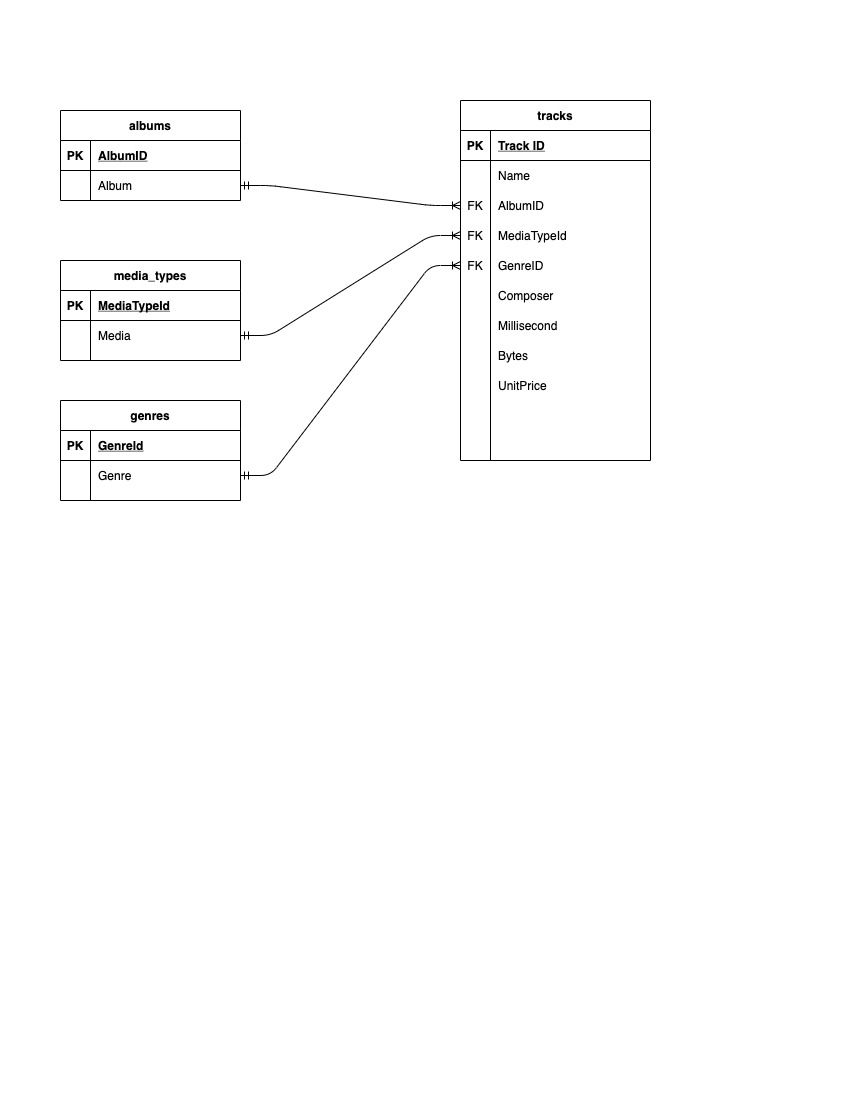 albums
PK AlbumID
Album
media_types
PK MediaTypeId
Media
genres
PK GenreId
Genre
tracks
PK Track ID
Name
FK AlbumID
FK MediaTypeId
FK GenreID
Composer
Millisecond
Bytes
UnitPrice